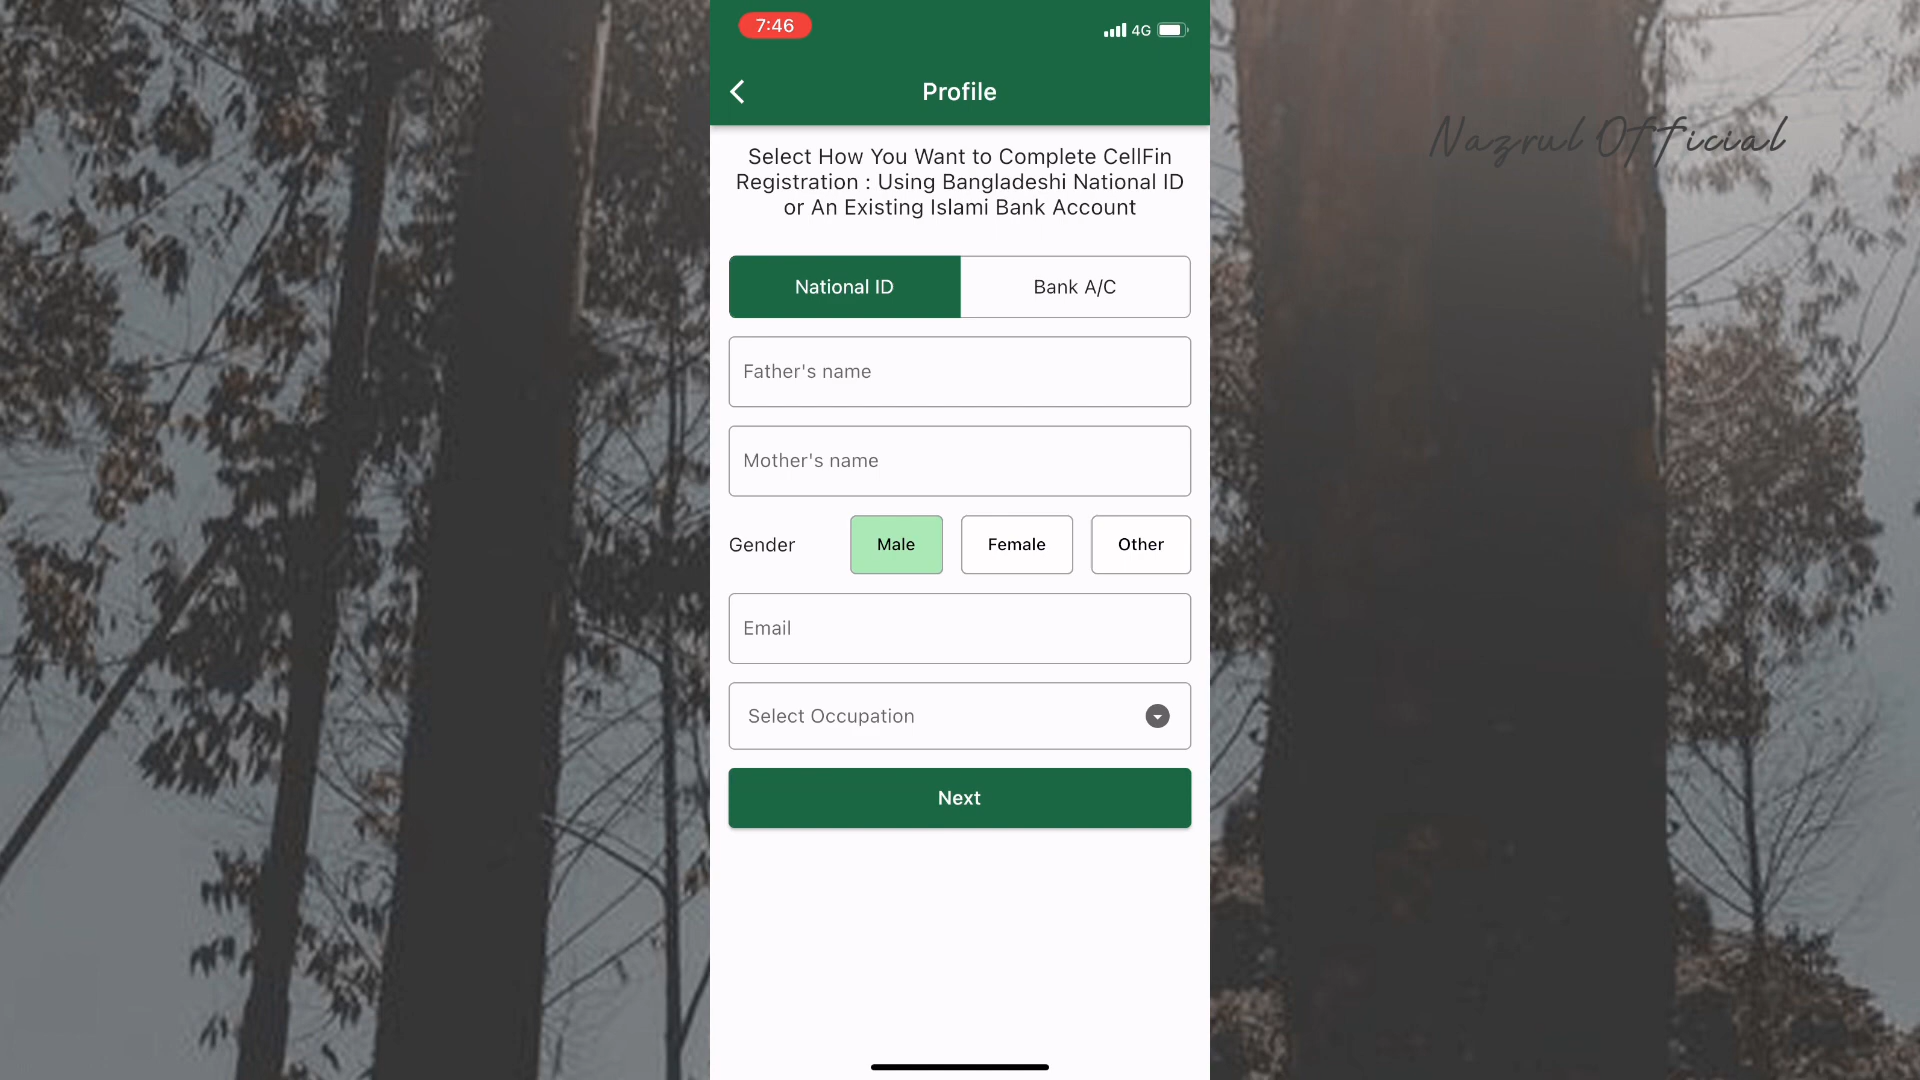 7:46
4G
Profile
Nazrul Official
Select How You Want to Complete CellFin
Registration : Using Bangladeshi National ID
or An Existing Islami Bank Account
National ID
Bank A/C
Father's name
Mother's name
Gender
Male
Female
Other
Email
Select Occupation
Next